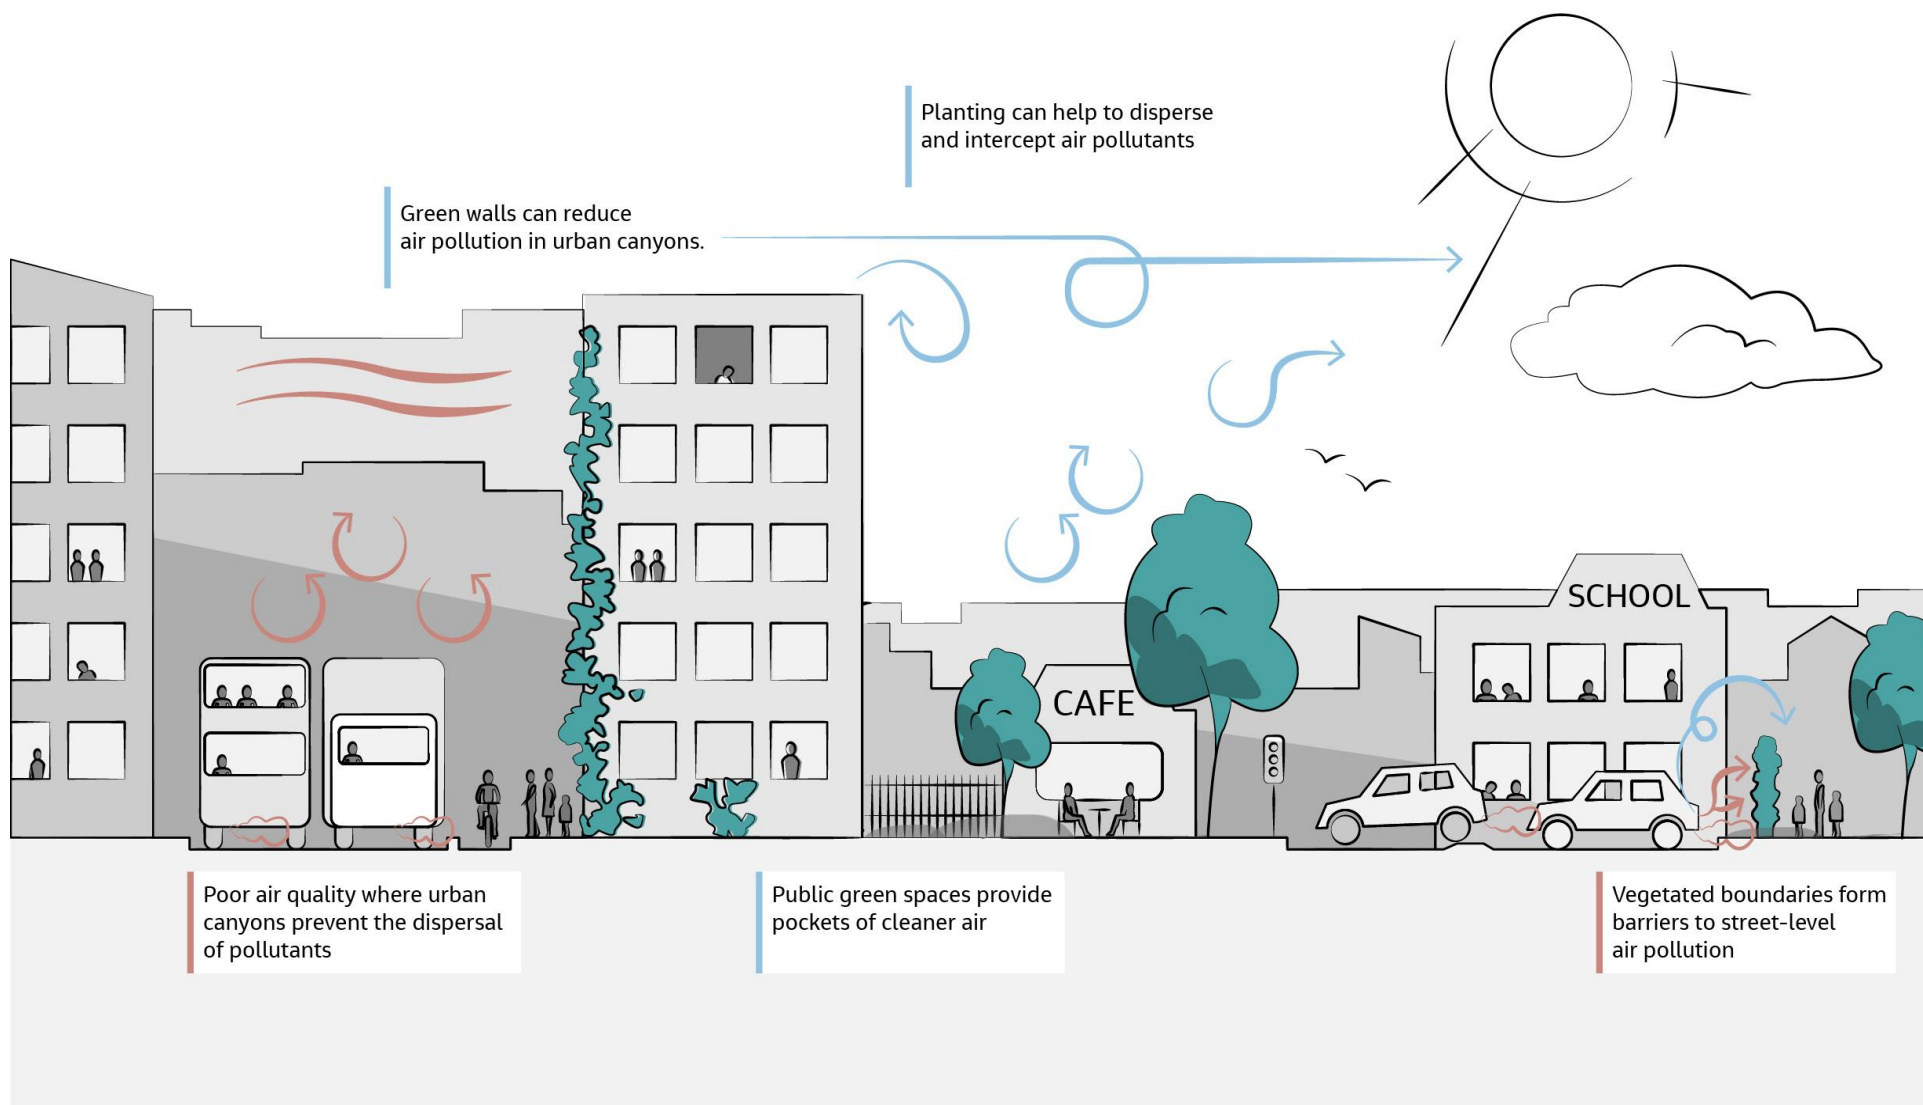 Planting can help to disperse
and intercept air pollutants
Green walls can reduce
air pollution in urban canyons.
SCHOOL
CAFE
Poor air quality where urban
canyons prevent the dispersal
of pollutants
Public green spaces provide
pockets of cleaner air
Vegetated boundaries form
barriers to street-level
air pollution